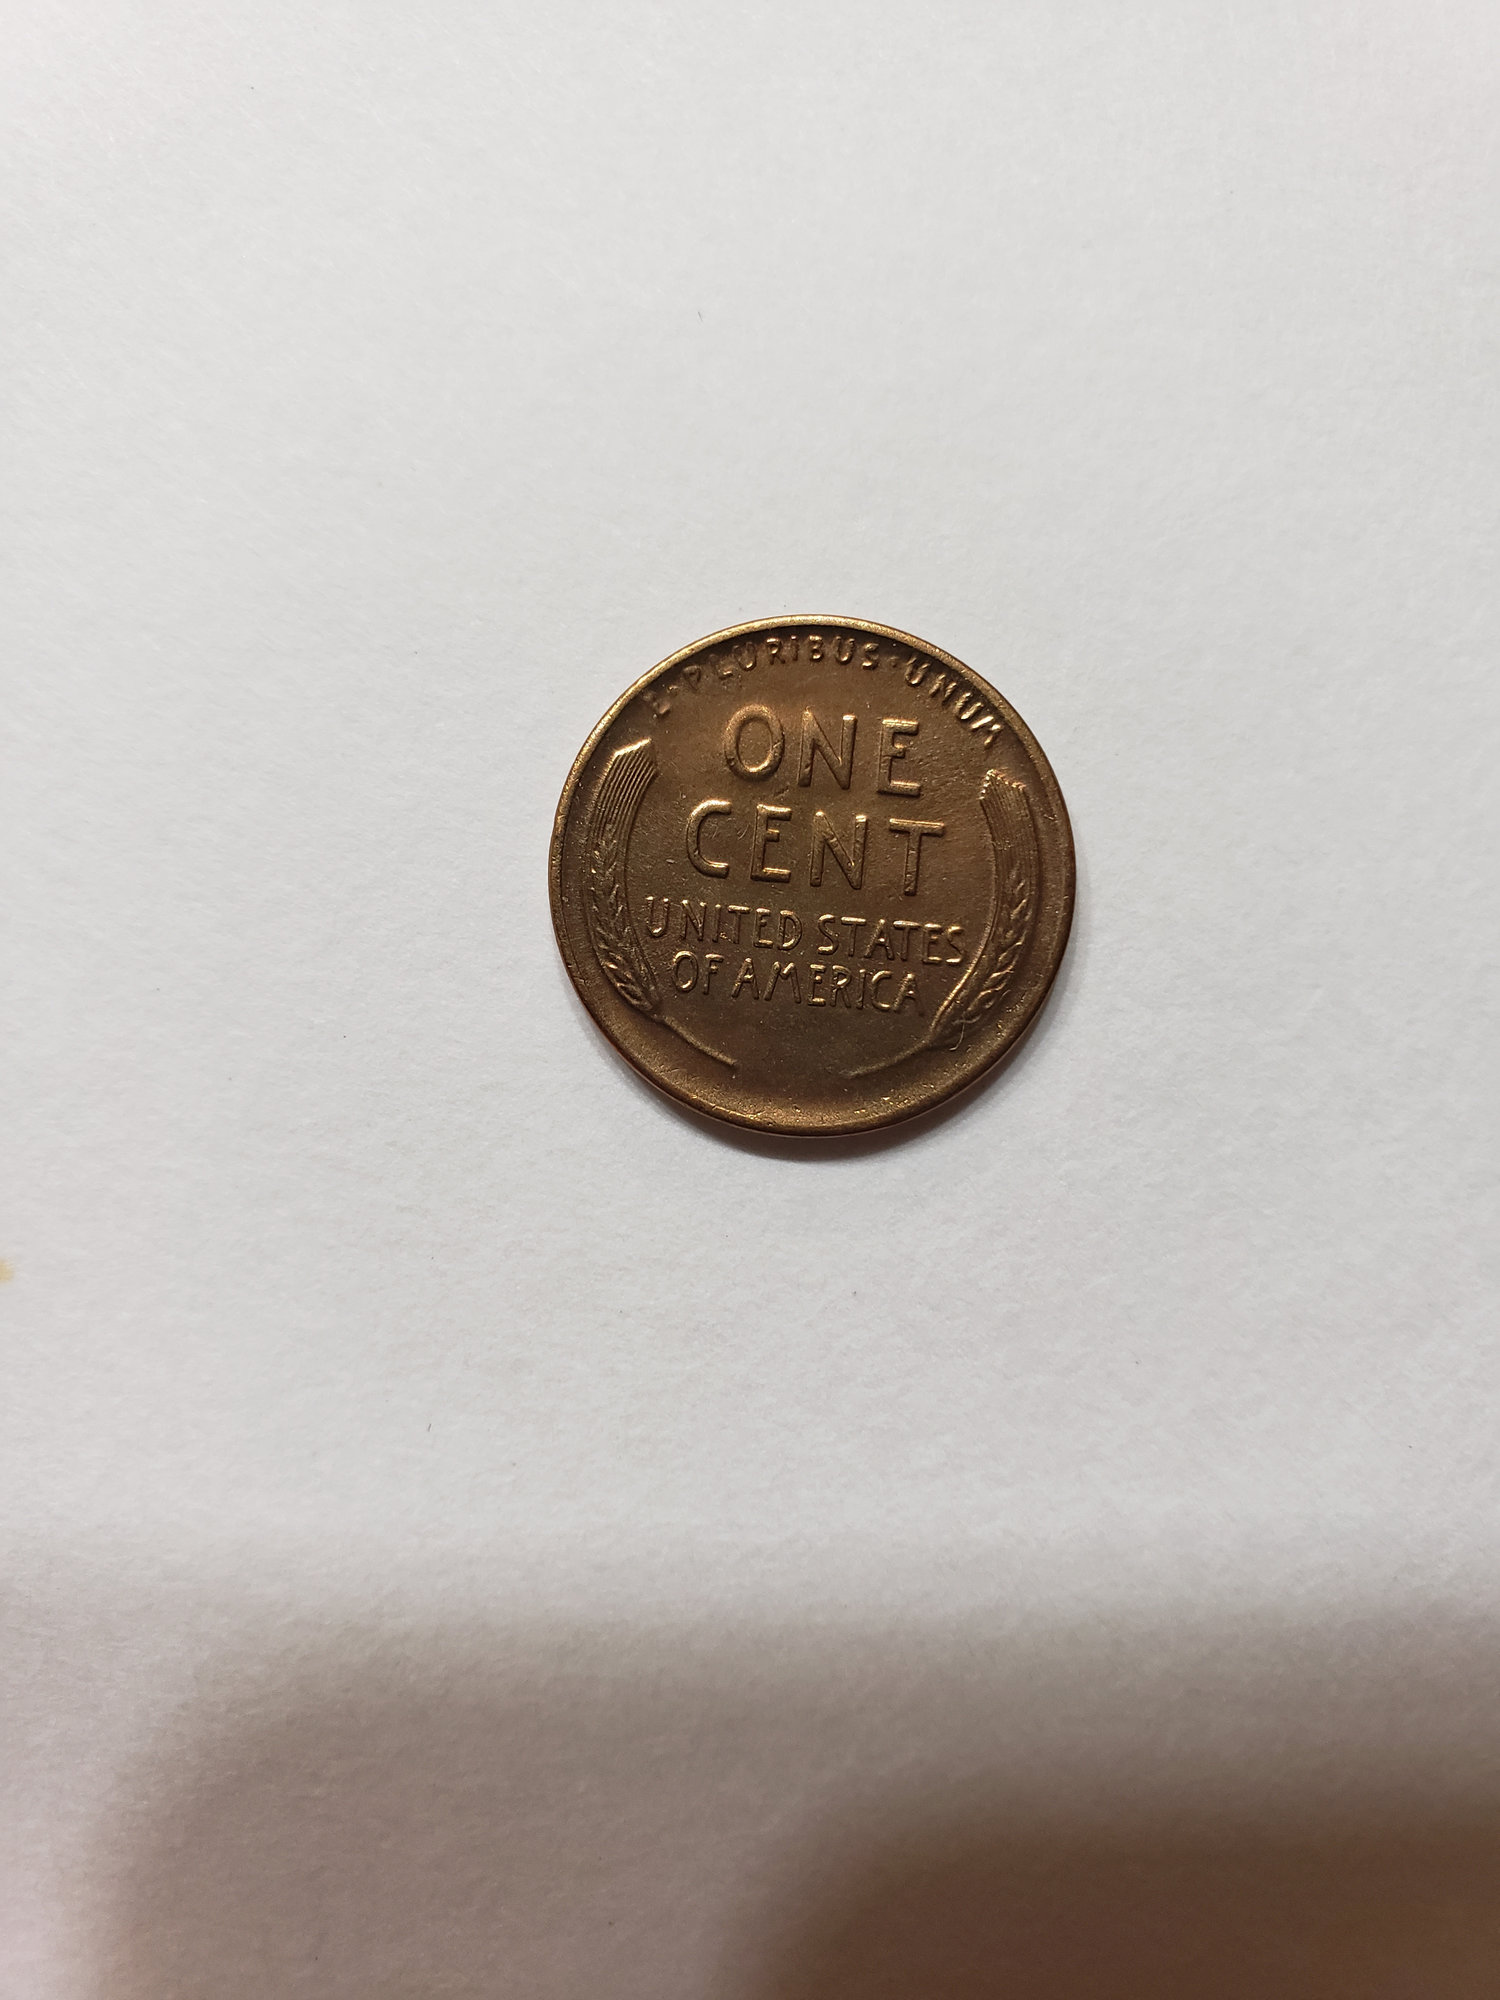 E·PLURIBUS·UNUM
ONE
CENT
UNITED STATES
OF AMERICA